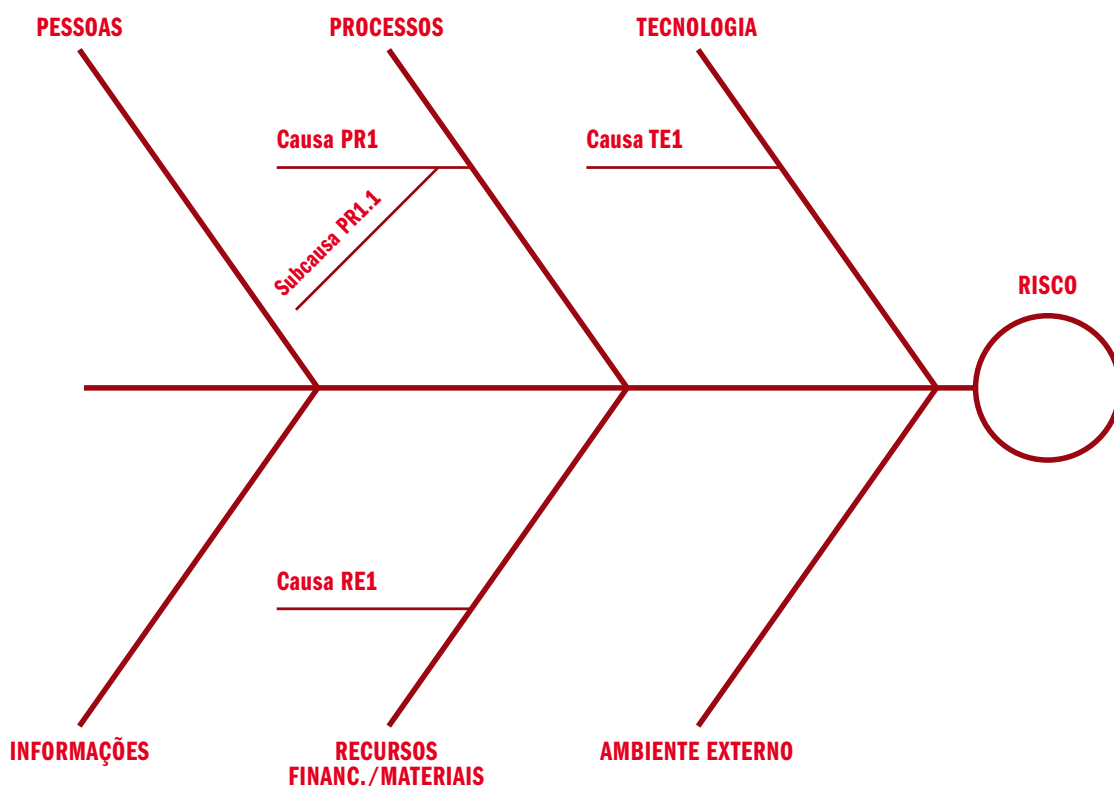 PESSOAS
PROCESSOS
TECNOLOGIA
Causa PR1
Causa TE1
Subcausa PR1.1
RISCO
Causa RE1
INFORMAÇÕES
RECURSOS
FINANC./MATERIAIS
AMBIENTE EXTERNO